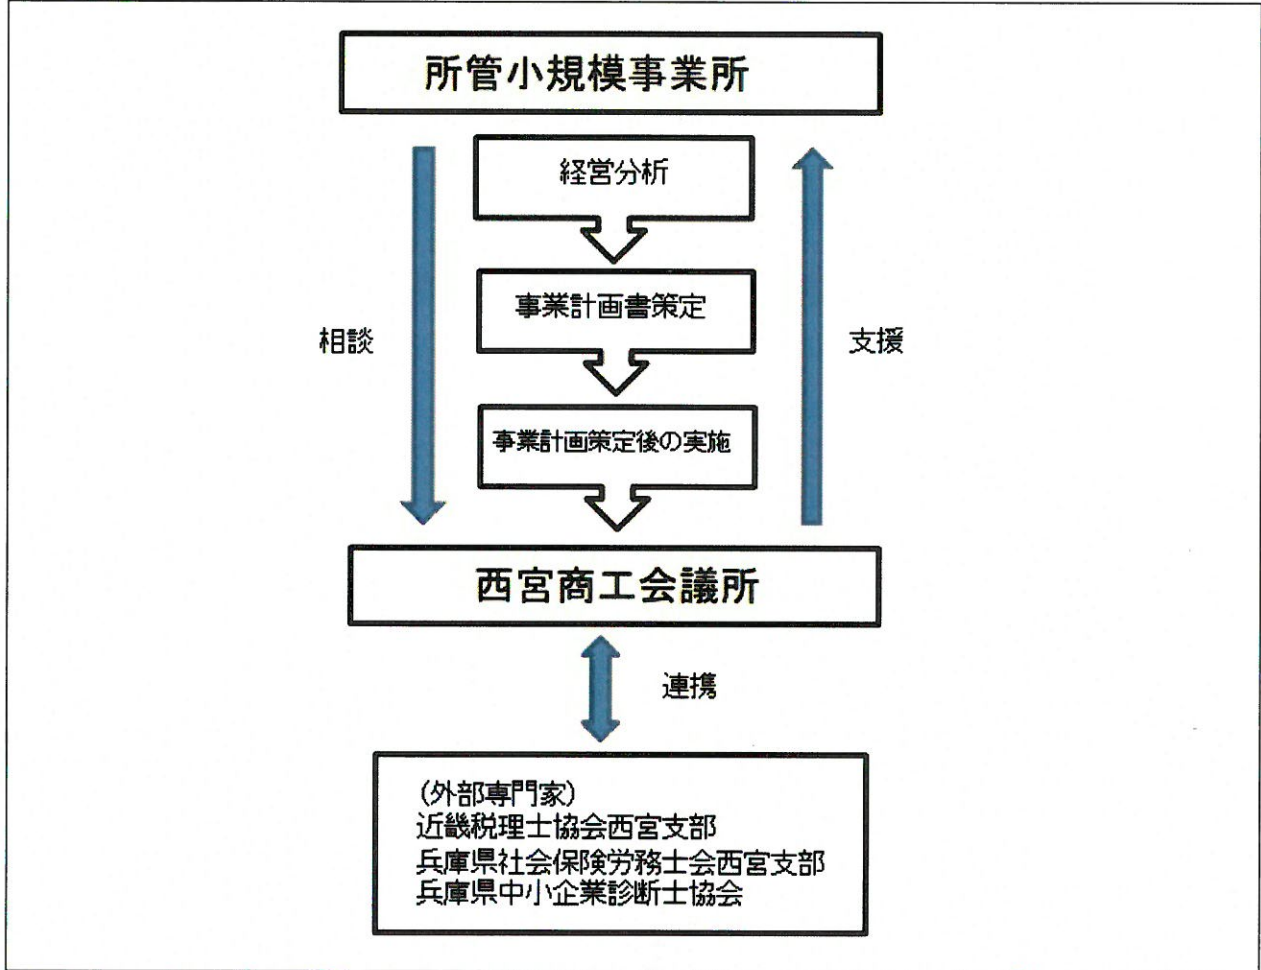 所管小規模事業所
経営分析
事業計画書策定
相談
支援
事業計画策定後の実施
西宮商工会議所
連携
(外部専門家)
近畿税理士協会西宮支部
兵庫県社会保険労務士会西宮支部
兵庫県中小企業診断士協会